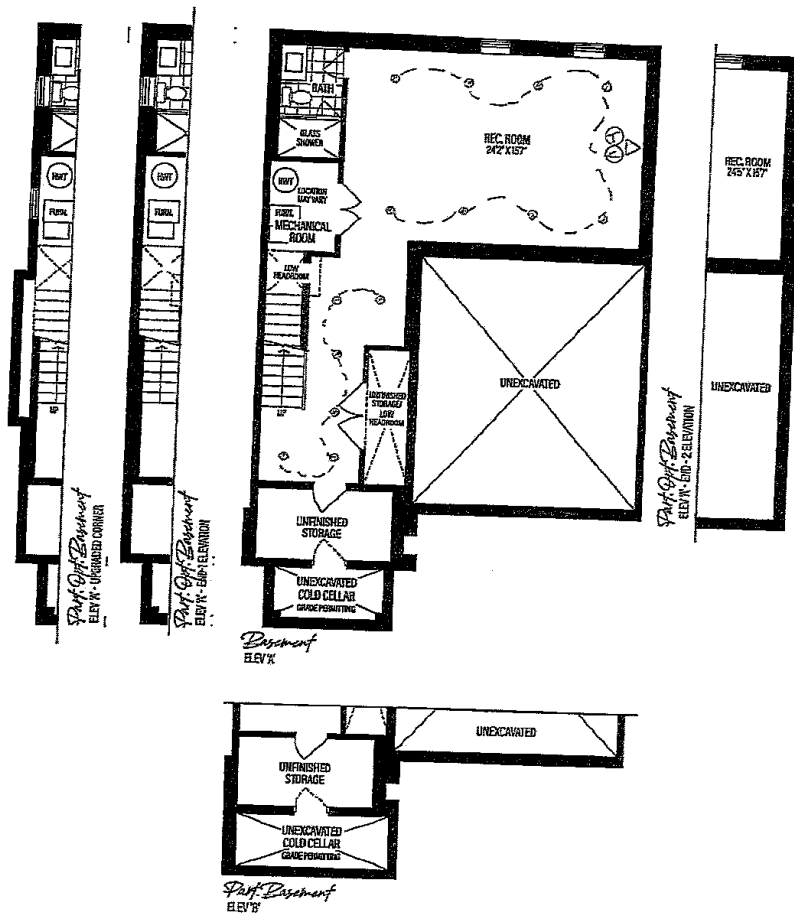 HWT
FURN.
UP
Part. Opt. Basement
ELEV 'A' - UPGRADED CORNER
HWT
FURN.
UP
Part. Opt. Basement
ELEV 'A' - END-1 ELEVATION
BATH
GLASS
SHOWER
HWT
LOCATION
MAY VARY
FURN.
MECHANICAL
ROOM
LOW
HEADROOM
UP
REC. ROOM
24'2" X 15'7"
UNEXCAVATED
UNFINISHED
STORAGE/
LOW
HEADROOM
UNFINISHED
STORAGE
UNEXCAVATED
COLD CELLAR
GRADE PERMITTING
Basement
ELEV 'A'
REC. ROOM
24'5" X 15'7"
UNEXCAVATED
Part. Opt. Basement
ELEV 'A' - END-2 ELEVATION
UNEXCAVATED
UNFINISHED
STORAGE
UNEXCAVATED
COLD CELLAR
GRADE PERMITTING
Part. Basement
ELEV 'B'